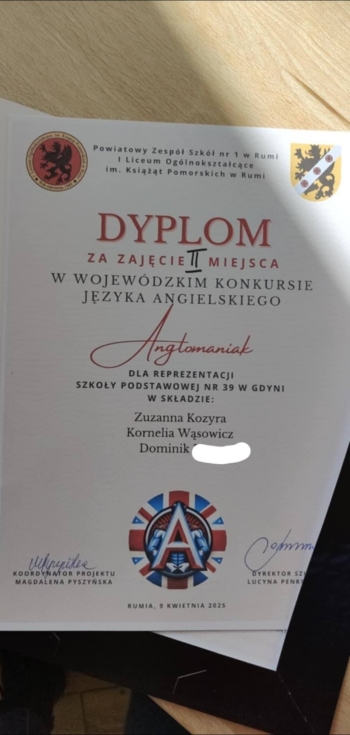 Powiatowy Zespół Szkół nr 1 w Rumi
I Liceum Ogólnokształcące
im. Książąt Pomorskich w Rumi
DYPLOM
ZA ZAJĘCIE II MIEJSCA
W WOJEWÓDZKIM KONKURSIE
JĘZYKA ANGIELSKIEGO
Anglomaniak
DLA REPREZENTACJI
SZKOŁY PODSTAWOWEJ NR 39 W GDYNI
W SKŁADZIE:
Zuzanna Kozyra
Kornelia Wąsowicz
Dominik
A
KOORDYNATOR PROJEKTU
MAGDALENA PYSZYŃSKA
DYREKTOR
LUCYNA
RUMIA, 9 KWIETNIA 2025